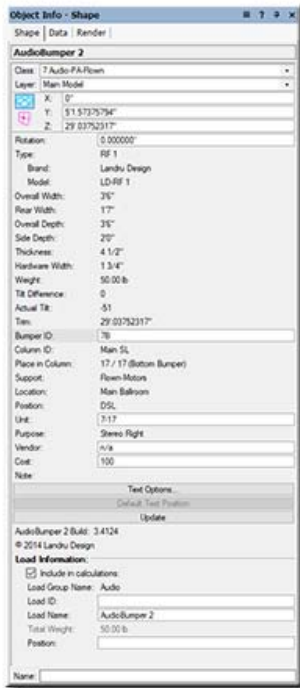 Object Info - Shape
Shape Data Render
AudioBumper 2
Class: 7 Audio-PA-Flown
Layer: Main Model
X: 0"
Y: 5'1.57375794"
Z: 29'.03752317"
Rotation: 0.000000°
Type: RF 1
Brand: Landru Design
Model: LD-RF 1
Overall Width: 3'6"
Rear Width: 1'7"
Overall Depth: 3'6"
Side Depth: 2'0"
Thickness: 4 1/2"
Hardware Width: 1 3/4"
Weight: 50.00 lb
Tilt Difference: 0
Actual Tilt: -51
Trim: 29'.03752317"
Bumper ID:
Column ID: Main SL
Place in Column: 17 / 17 (Bottom Bumper)
Support: Flown-Motors
Location: Main Ballroom
Position: DSL
Unit: 7-17
Purpose: Stereo Right
Vendor: n/a
Cost: 100
Note:
Text Options...
Default Text Position
Update
AudioBumper 2 Build: 3.4124
© 2014 Landru Design
Load Information:
Include in calculations:
Load Group Name: Audio
Load ID:
Load Name: AudioBumper 2
Total Weight: 50.00 lb
Position:
Name: